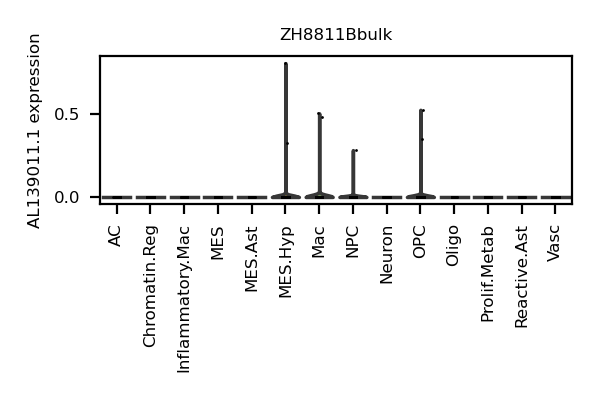 ZH8811Bbulk
AL139011.1 expression
0.5
0.0
AC
Chromatin.Reg
Inflammatory.Mac
MES
MES.Ast
MES.Hyp
Mac
NPC
Neuron
OPC
Oligo
Prolif.Metab
Reactive.Ast
Vasc